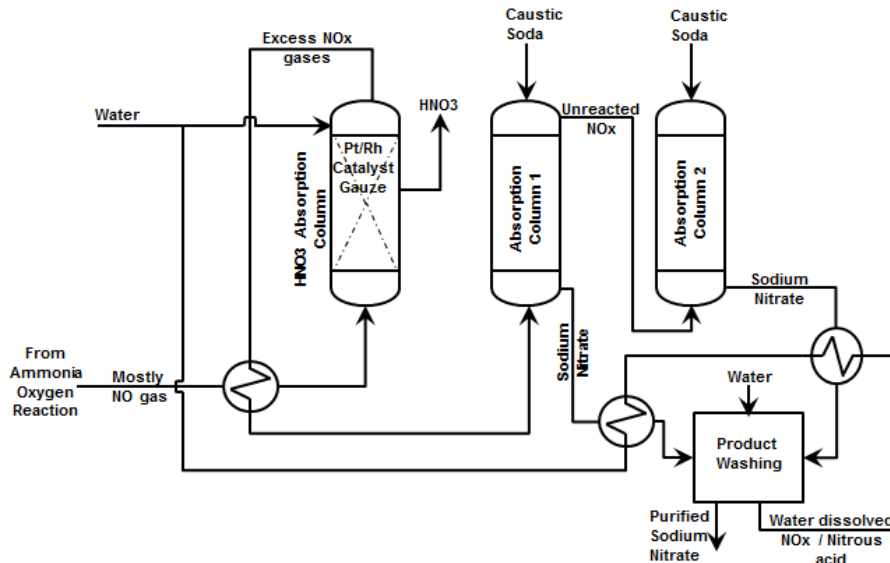 Excess NOx
gases
Caustic
Soda
Caustic
Soda
Water
HNO3
Unreacted
NOx
Pt/Rh
Catalyst
Gauze
HNO3 Absorption
Column
Absorption
Column 1
Absorption
Column 2
Sodium
Nitrate
Sodium
Nitrate
From
Ammonia
Oxygen
Reaction
Mostly
NO gas
Water
Product
Washing
Purified
Sodium
Nitrate
Water dissolved
NOx / Nitrous
acid